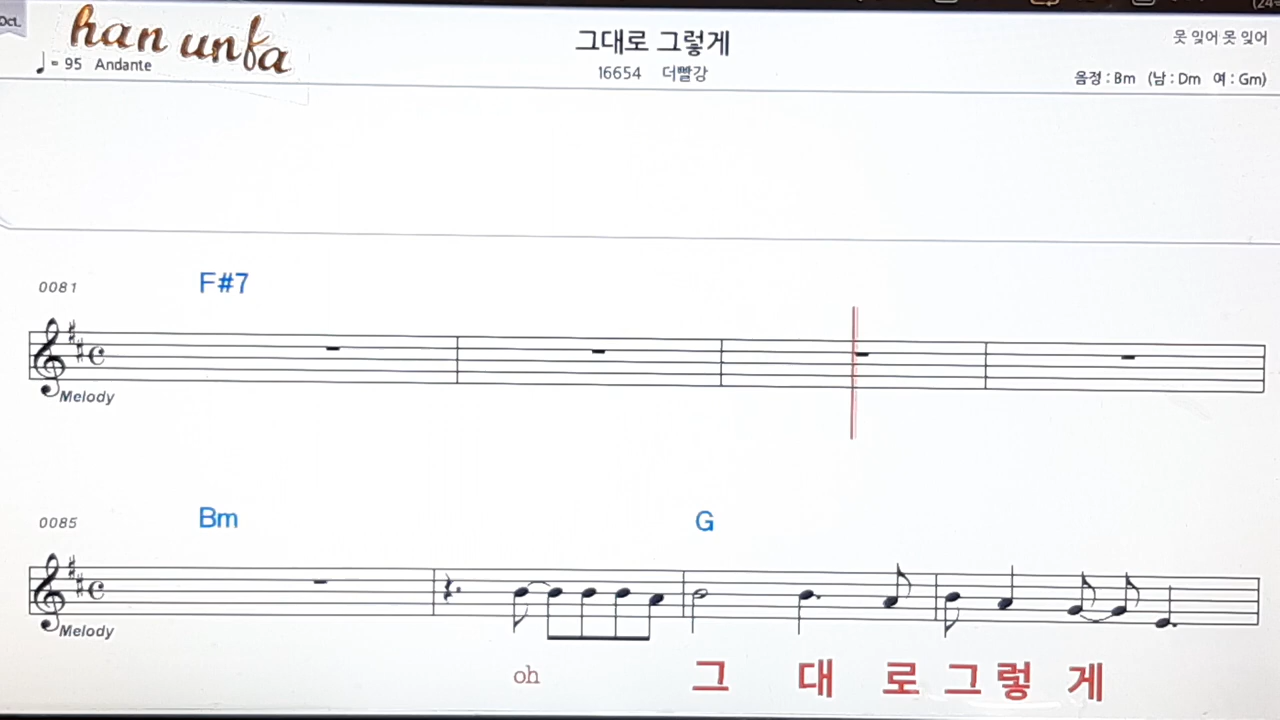 Oct.
han unfa
♩= 95 Andante
그대로 그렇게
16654 더빨강
못 잊어 못 잊어
음정 : Bm (남 : Dm 여 : Gm)
0081
F#7
Melody
0085
Bm
G
Melody
oh 그 대 로 그 렇 게